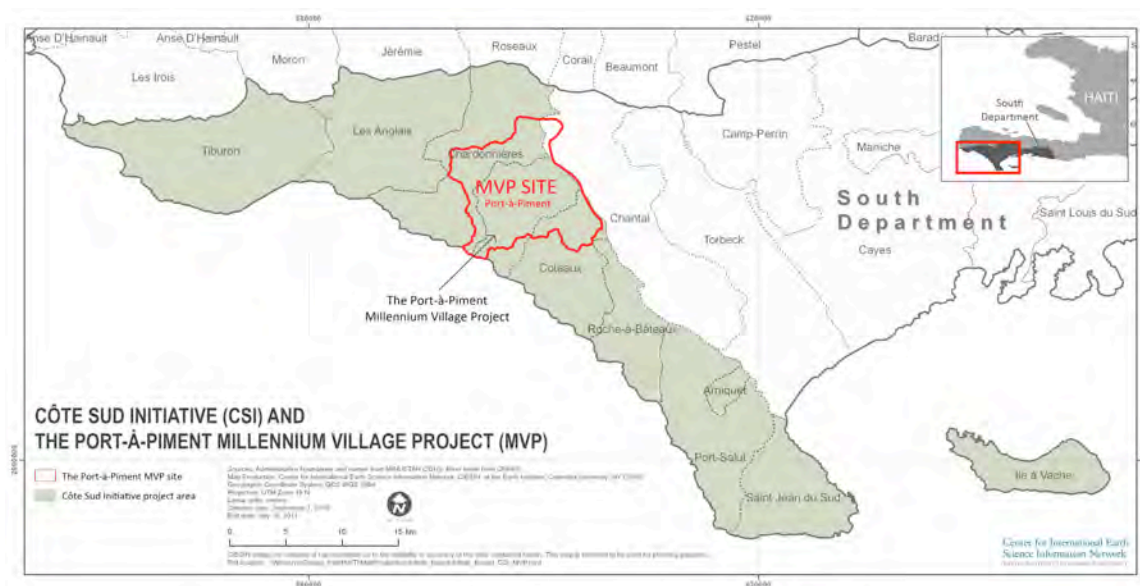 Anse D'Hainault
Anse D'Hainault
Moron
Jérémie
Roseaux
Corail
Beaumont
Pestel
Les Irois
Les Anglais
Tiburon
Chardonnières
MVP SITE
Port-à-Piment
Camp-Perrin
Maniche
HAITI
South
Department
South
Department
Chantal
Torbeck
Cayes
Saint Louis du Sud
Coteaux
The Port-à-Piment
Millennium Village Project
Roche-à-Bâteaux
Arniquet
Port-Salut
Saint Jean du Sud
Ile à Vache
CÔTE SUD INITIATIVE (CSI) AND
THE PORT-À-PIMENT MILLENNIUM VILLAGE PROJECT (MVP)
The Port-à-Piment MVP site
Côte Sud Initiative project area
0 5 10 15 km
Center for International Earth
Science Information Network